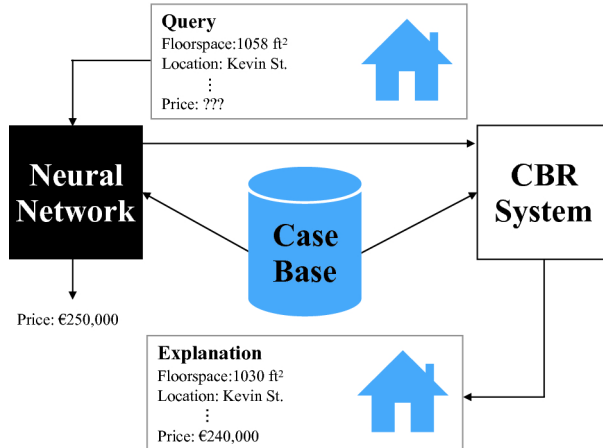 Query
Floorspace:1058 ft²
Location: Kevin St.
⋮
Price: ???
Neural
Network
CBR
System
Case
Base
Price: €250,000
Explanation
Floorspace:1030 ft²
Location: Kevin St.
⋮
Price: €240,000